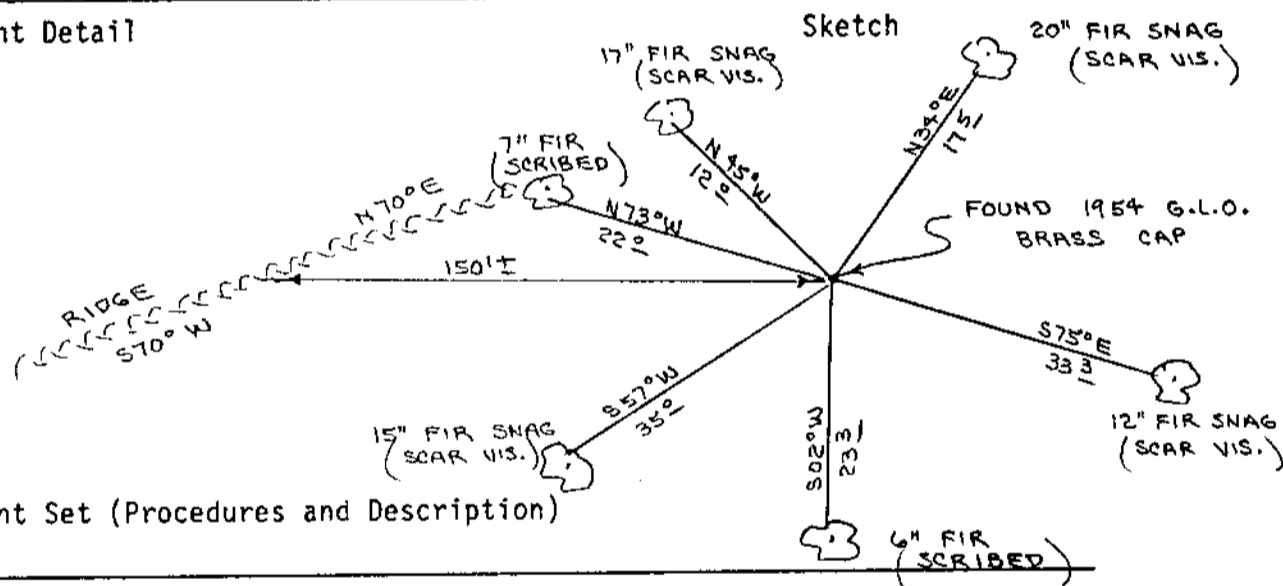 nt Detail
Sketch
20" FIR SNAG
(SCAR VIS.)
17" FIR SNAG
(SCAR VIS.)
7" FIR
(SCRIBED)
N34°E
17 5
N 45°W
12 0
N73°W
22 0
N70°E
FOUND 1954 G.L.O.
BRASS CAP
150'±
RIDGE
S70°W
S75°E
33 3
S57°W
35 0
S02°W
23 3
12" FIR SNAG
(SCAR VIS.)
15" FIR SNAG
(SCAR VIS.)
nt Set (Procedures and Description)
6" FIR
(SCRIBED)